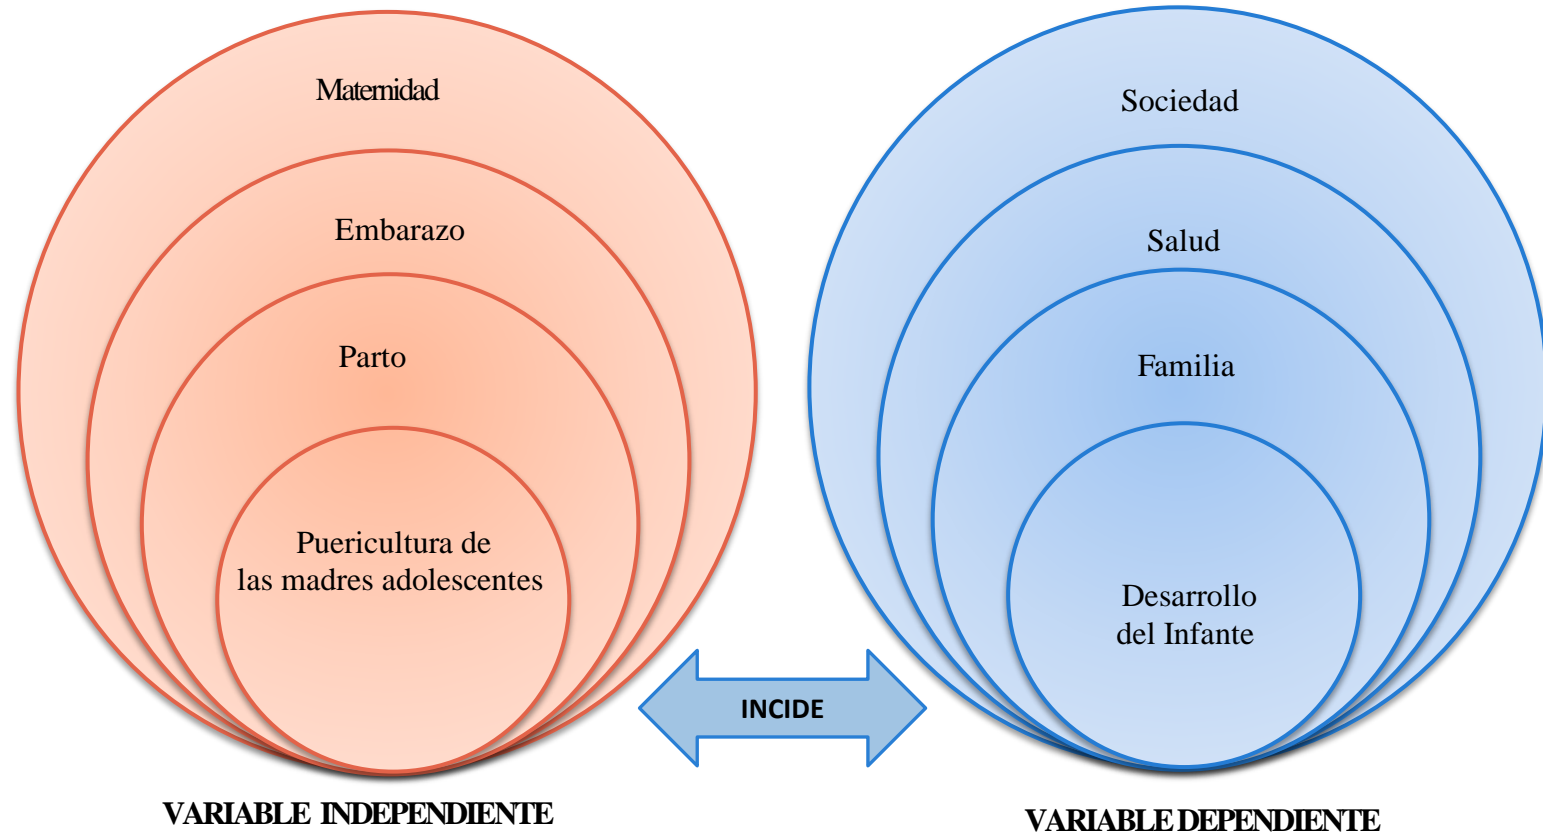 Maternidad
Embarazo
Parto
Puericultura de
las madres adolescentes
VARIABLE INDEPENDIENTE
INCIDE
Sociedad
Salud
Familia
Desarrollo
del Infante
VARIABLE DEPENDIENTE